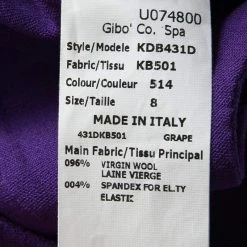 U074800
Gibo' Co. Spa
Style/Modele KDB431D
Fabric/Tissu KB501
Colour/Couleur 514
Size/Taille 8
MADE IN ITALY
431DKB501 GRAPE
Main Fabric/Tissu Principal
096% VIRGIN WOOL
LAINE VIERGE
004% SPANDEX FOR EL.TY
ELASTIK